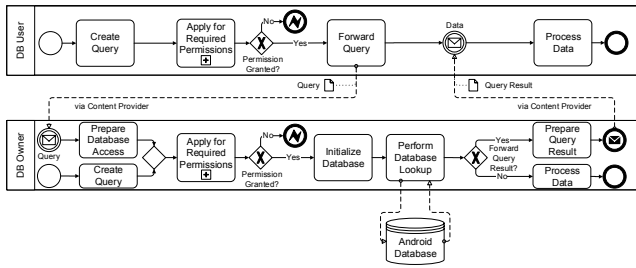 DB User
Create
Query
Apply for
Required
Permissions
No
Yes
Permission
Granted?
Forward
Query
Data
Process
Data
Query
Query Result
via Content Provider
via Content Provider
DB Owner
Query
Prepare
Database
Access
Create
Query
Apply for
Required
Permissions
No
Yes
Permission
Granted?
Initialize
Database
Perform
Database
Lookup
Yes
Forward
Query
Result?
No
Prepare
Query
Result
Process
Data
Android
Database